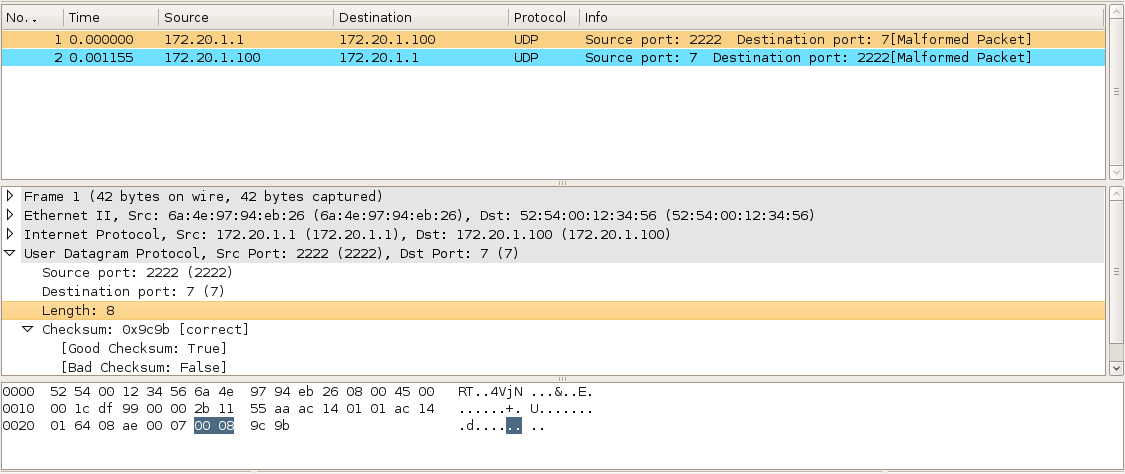 No. . Time Source Destination Protocol Info
1 0.000000 172.20.1.1 172.20.1.100 UDP Source port: 2222 Destination port: 7[Malformed Packet]
2 0.001155 172.20.1.100 172.20.1.1 UDP Source port: 7 Destination port: 2222[Malformed Packet]
Frame 1 (42 bytes on wire, 42 bytes captured)
Ethernet II, Src: 6a:4e:97:94:eb:26 (6a:4e:97:94:eb:26), Dst: 52:54:00:12:34:56 (52:54:00:12:34:56)
Internet Protocol, Src: 172.20.1.1 (172.20.1.1), Dst: 172.20.1.100 (172.20.1.100)
User Datagram Protocol, Src Port: 2222 (2222), Dst Port: 7 (7)
Source port: 2222 (2222)
Destination port: 7 (7)
Length: 8
Checksum: 0x9c9b [correct]
[Good Checksum: True]
[Bad Checksum: False]
0000 52 54 00 12 34 56 6a 4e 97 94 eb 26 08 00 45 00 RT..4VjN ...&..E.
0010 00 1c df 99 00 00 2b 11 55 aa ac 14 01 01 ac 14 ......+. U.......
0020 01 64 08 ae 00 07 00 08 9c 9b .d...... ..